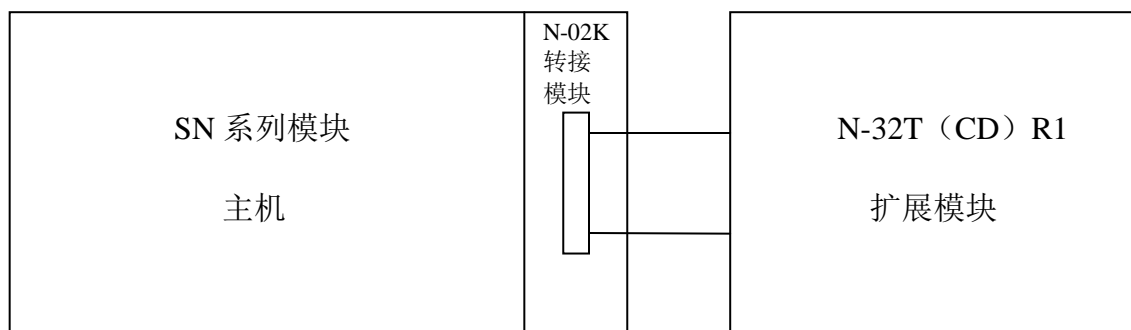 N-02K
转接
模块
SN 系列模块
主机
N-32T（CD）R1
扩展模块